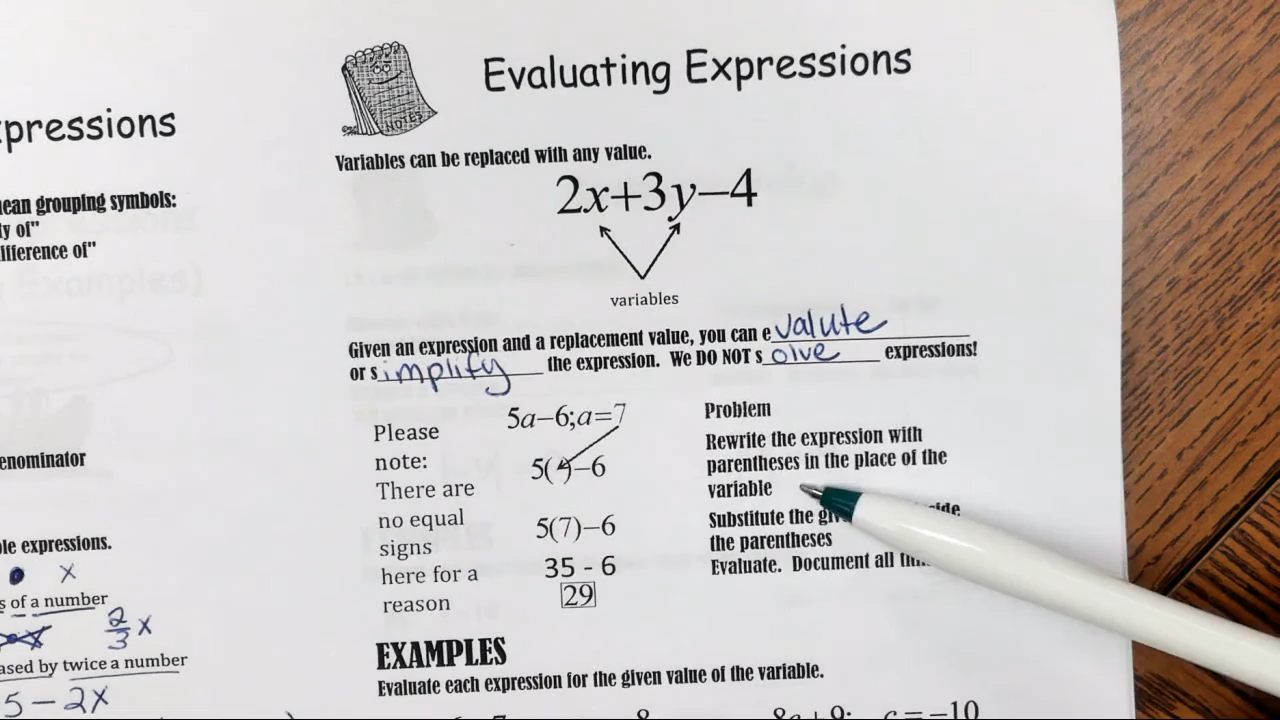 pressions
ean grouping symbols:
y of"
ifference of"
enominator
le expressions.
• x
s of a number
2/3 x
ased by twice a number
5 - 2x
NOTES
Evaluating Expressions
Variables can be replaced with any value.
2x+3y−4
variables
Given an expression and a replacement value, you can evalute
or simplify the expression. We DO NOT solve expressions!
Please
note:
There are
no equal
signs
here for a
reason
5a−6;a=7
5( )−6
5(7)−6
35 - 6
29
Problem
Rewrite the expression with
parentheses in the place of the
variable
Substitute the
the parentheses
Evaluate. Document all
EXAMPLES
Evaluate each expression for the given value of the variable.
= −10